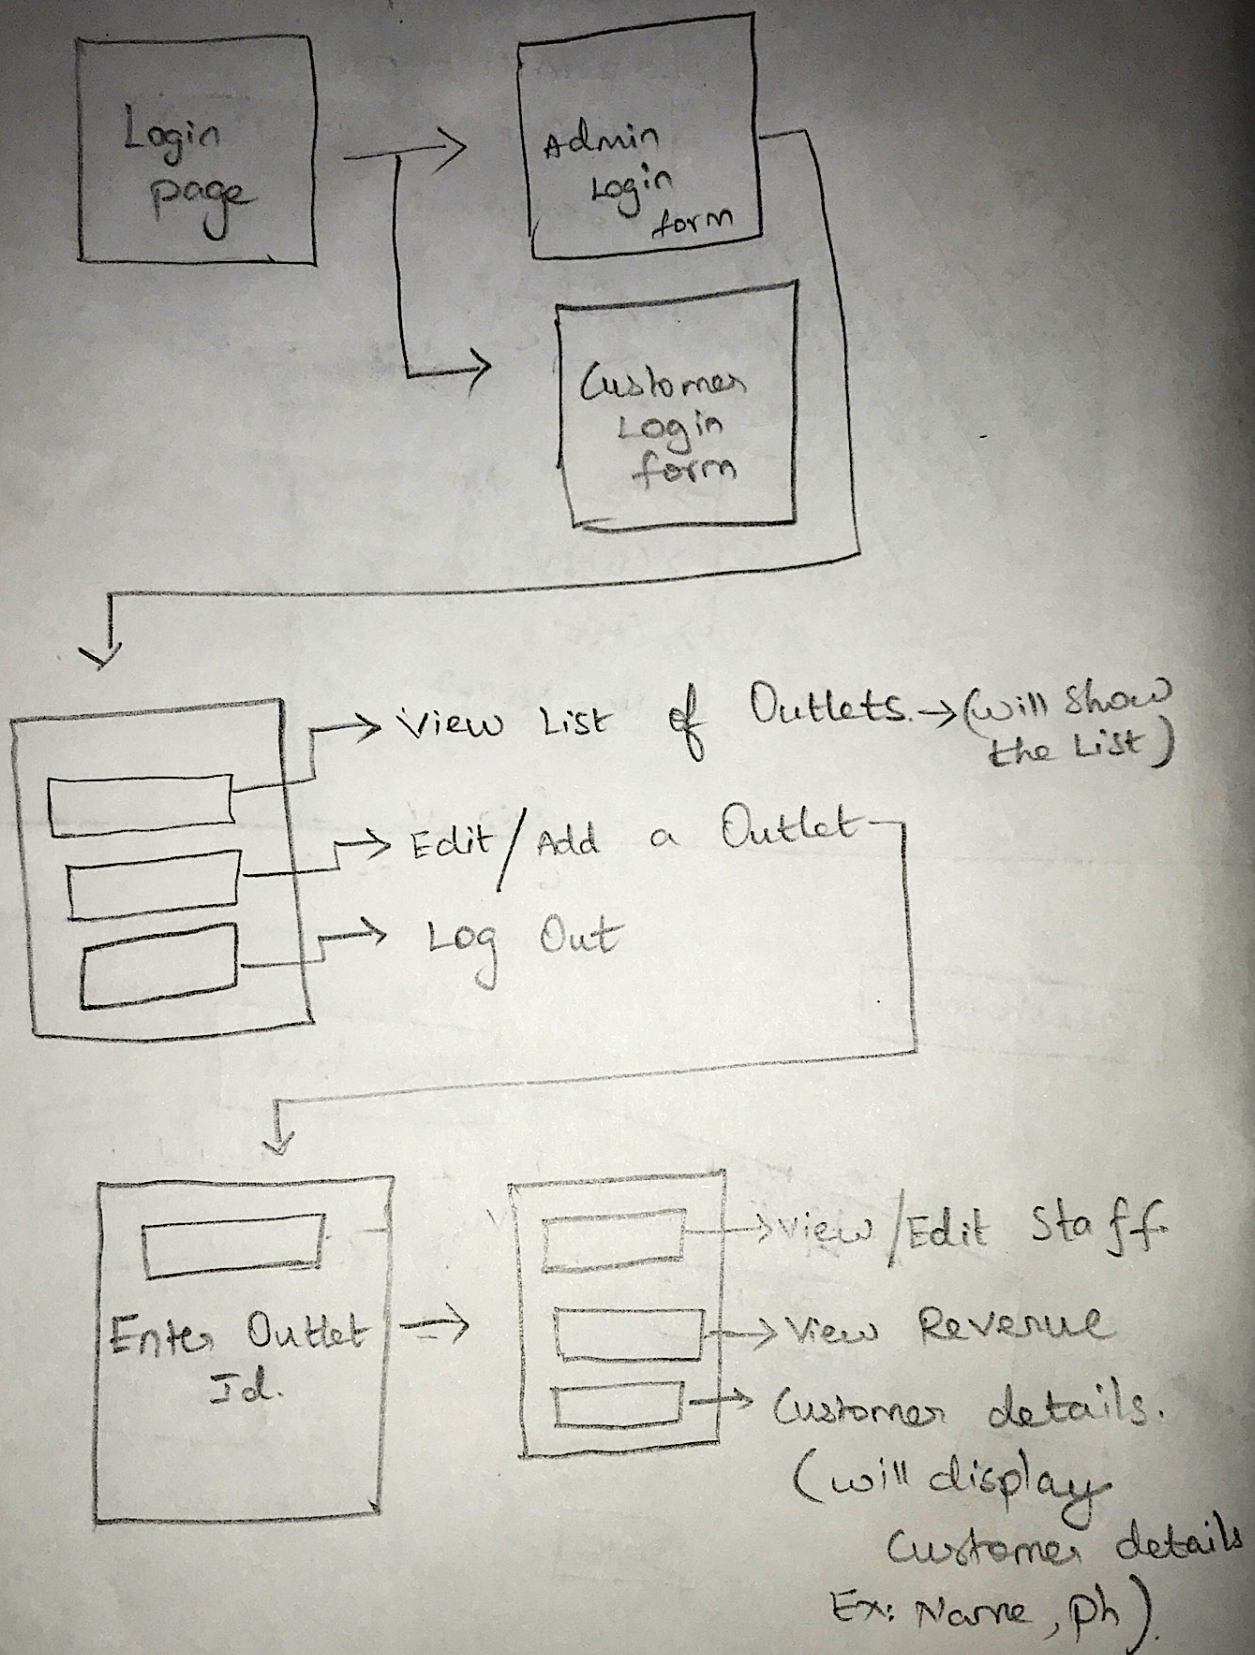 Login
page
Admin
Login
form
Customer
Login
form
View List of Outlets. → (will show
the List)
Edit/Add a Outlet
Log Out
Enter Outlet
Id.
View/Edit Staff
View Revenue
Customer details.
(will display
Customer details
Ex: Name, Ph).